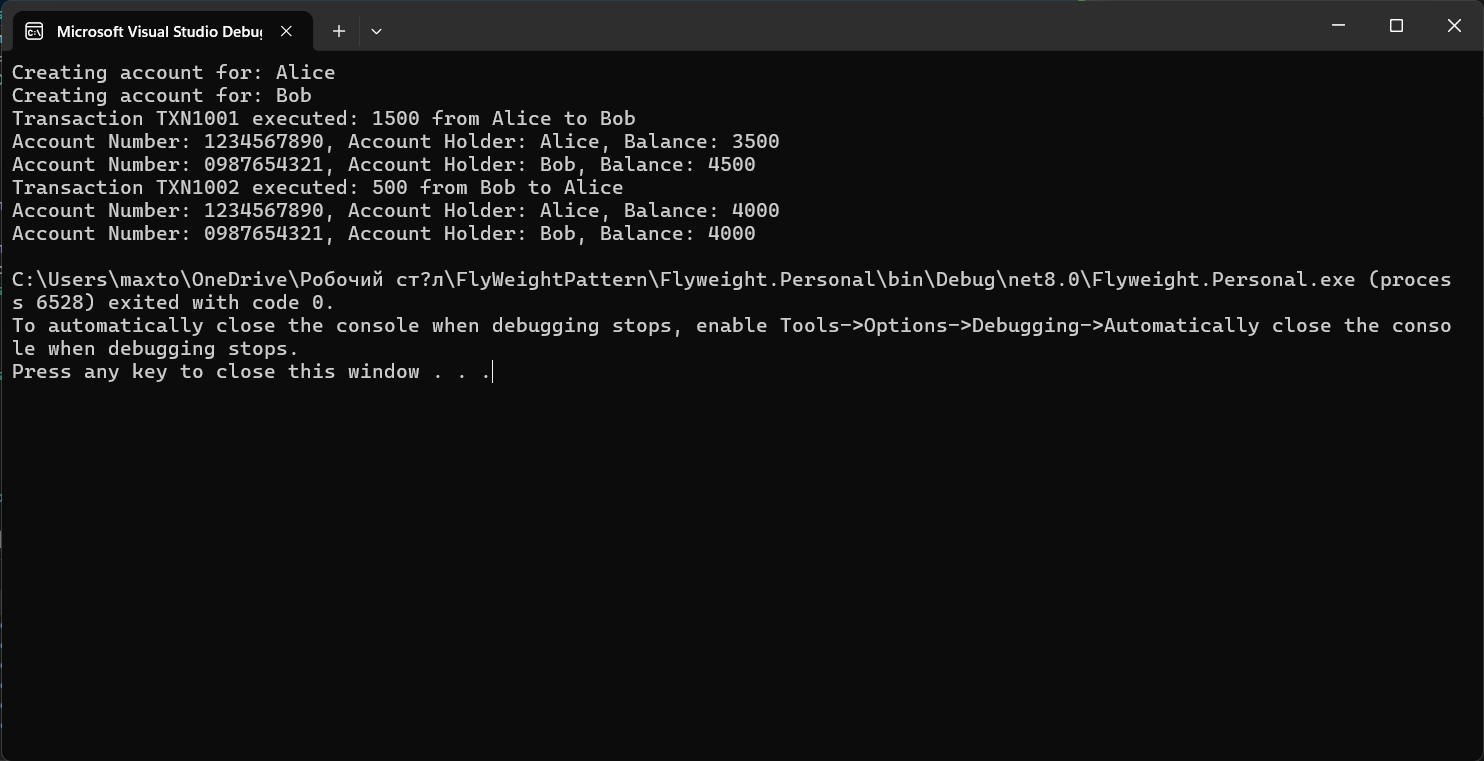 Microsoft Visual Studio Debu
Creating account for: Alice
Creating account for: Bob
Transaction TXN1001 executed: 1500 from Alice to Bob
Account Number: 1234567890, Account Holder: Alice, Balance: 3500
Account Number: 0987654321, Account Holder: Bob, Balance: 4500
Transaction TXN1002 executed: 500 from Bob to Alice
Account Number: 1234567890, Account Holder: Alice, Balance: 4000
Account Number: 0987654321, Account Holder: Bob, Balance: 4000
C:\Users\maxto\OneDrive\Робочий ст?л\FlyWeightPattern\Flyweight.Personal\bin\Debug\net8.0\Flyweight.Personal.exe (proces
s 6528) exited with code 0.
To automatically close the console when debugging stops, enable Tools->Options->Debugging->Automatically close the conso
le when debugging stops.
Press any key to close this window . . .